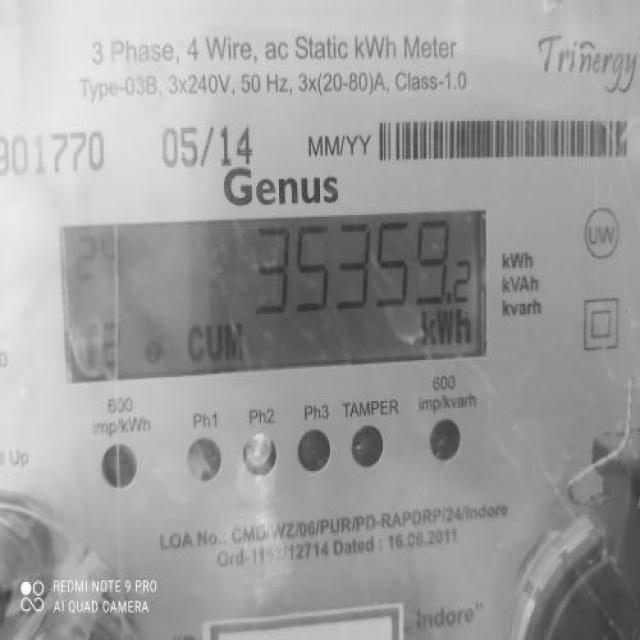 3 Phase, 4 Wire, ac Static kWh Meter
Trinergy
Type-03B, 3x240V, 50 Hz, 3x(20-80)A, Class-1.0
901770 05/14 MM/YY
Genus
UW
35359.2
CUM kWh
kWh
kVAh
kvarh
600
imp/kWh
Ph1
Ph2
Ph3
TAMPER
600
imp/kvarh
Up
LOA No.: CMD/WZ/06/PUR/PD-RAPDRP/24/Indore
Dated : 16.06.2011
Indore"
REDMI NOTE 9 PRO
AI QUAD CAMERA